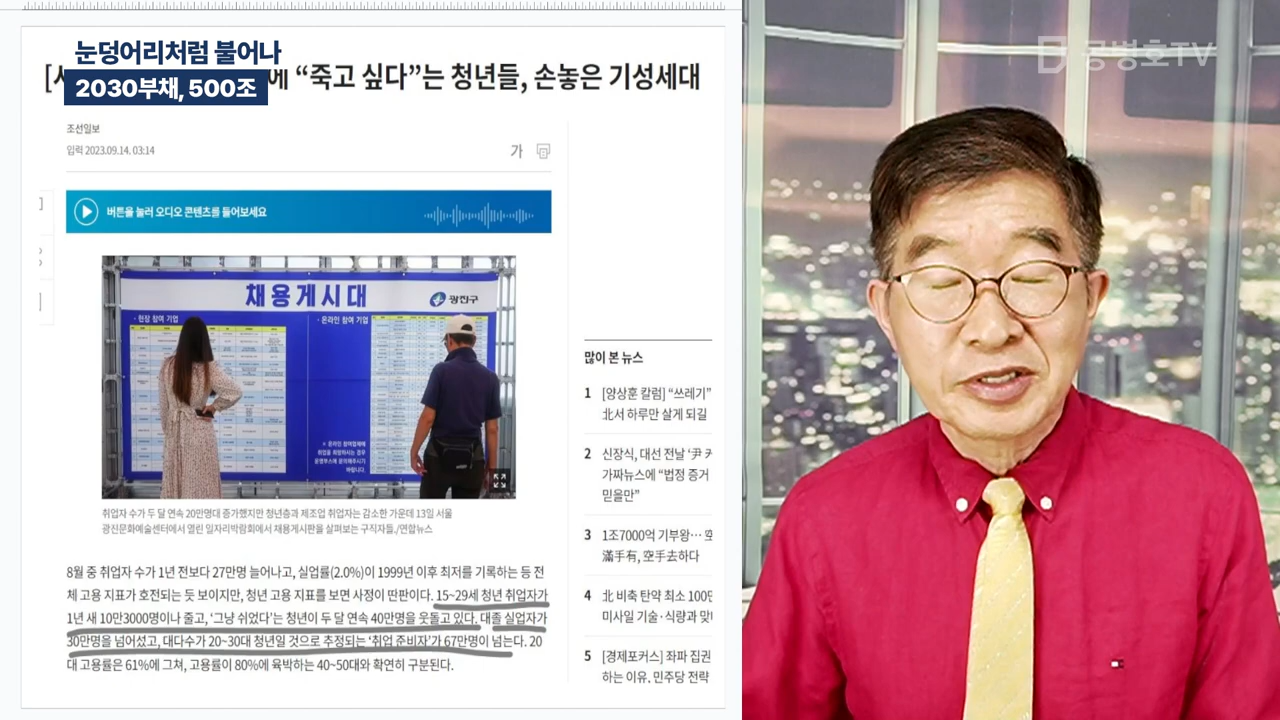 눈덩어리처럼 불어나
2030부채, 500조
에 “죽고 싶다”는 청년들, 손놓은 기성세대
조선일보
입력 2023.09.14. 03:14
가
버튼을 눌러 오디오 콘텐츠를 들어보세요
채용게시대
광진구
· 현장 참여 기업
· 온라인 참여 기업
취업자 수가 두 달 연속 20만명대 증가했지만 청년층과 제조업 취업자는 감소한 가운데 13일 서울
광진문화예술센터에서 열린 일자리박람회에서 채용게시판을 살펴보는 구직자들./연합뉴스
8월 중 취업자 수가 1년 전보다 27만명 늘어나고, 실업률(2.0%)이 1999년 이후 최저를 기록하는 등 전
체 고용 지표가 호전되는 듯 보이지만, 청년 고용 지표를 보면 사정이 딴판이다. 15~29세 청년 취업자가
1년 새 10만3000명이나 줄고, ‘그냥 쉬었다’는 청년이 두 달 연속 40만명을 웃돌고 있다. 대졸 실업자가
30만명을 넘어섰고, 대다수가 20~30대 청년일 것으로 추정되는 ‘취업 준비자’가 67만명이 넘는다. 20
대 고용률은 61%에 그쳐, 고용률이 80%에 육박하는 40~50대와 확연히 구분된다.
많이 본 뉴스
1 [양상훈 칼럼] “쓰레기”
北서 하루만 살게 되길
2 신장식, 대선 전날 ‘尹
가짜뉴스에 “법정 증거
믿을만”
3 1조7000억 기부왕…
滿手有, 空手去하다
4 北 비축 탄약 최소 100
미사일 기술·식량과
5 [경제포커스] 좌파 집권
하는 이유, 민주당 전략
공병호TV